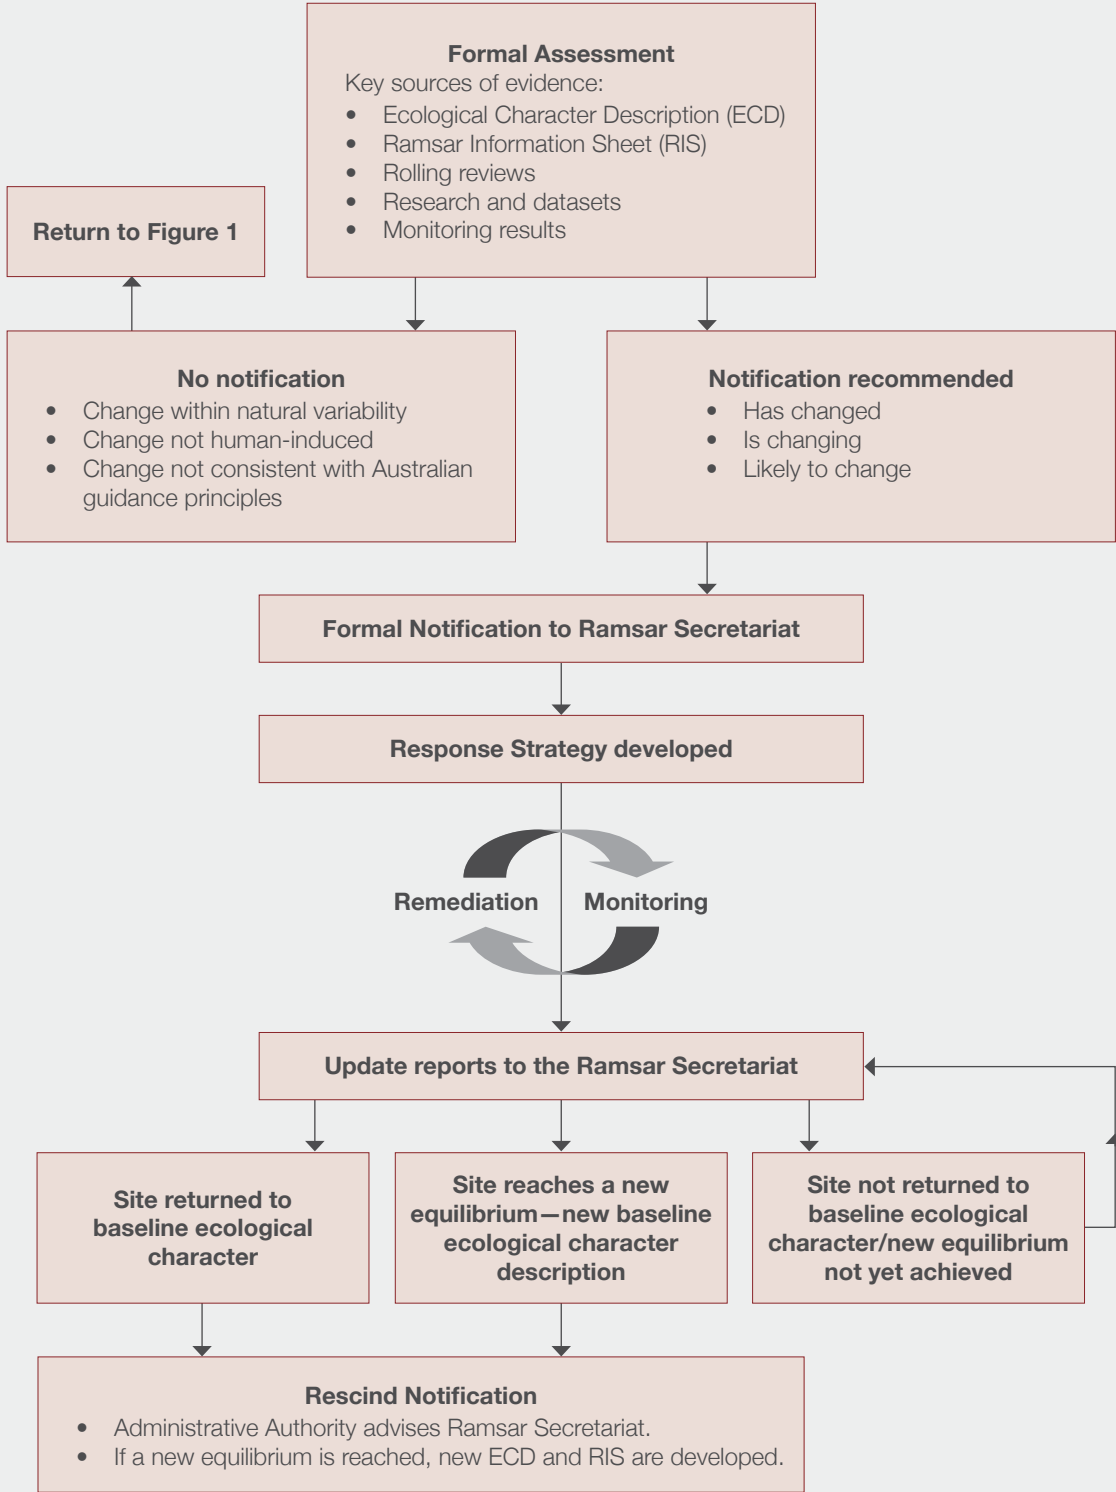 Formal Assessment
Key sources of evidence:
• Ecological Character Description (ECD)
• Ramsar Information Sheet (RIS)
• Rolling reviews
• Research and datasets
• Monitoring results
Return to Figure 1
No notification
• Change within natural variability
• Change not human-induced
• Change not consistent with Australian
guidance principles
Notification recommended
• Has changed
• Is changing
• Likely to change
Formal Notification to Ramsar Secretariat
Response Strategy developed
Remediation
Monitoring
Update reports to the Ramsar Secretariat
Site returned to
baseline ecological
character
Site reaches a new
equilibrium—new baseline
ecological character
description
Site not returned to
baseline ecological
character/new equilibrium
not yet achieved
Rescind Notification
• Administrative Authority advises Ramsar Secretariat.
• If a new equilibrium is reached, new ECD and RIS are developed.